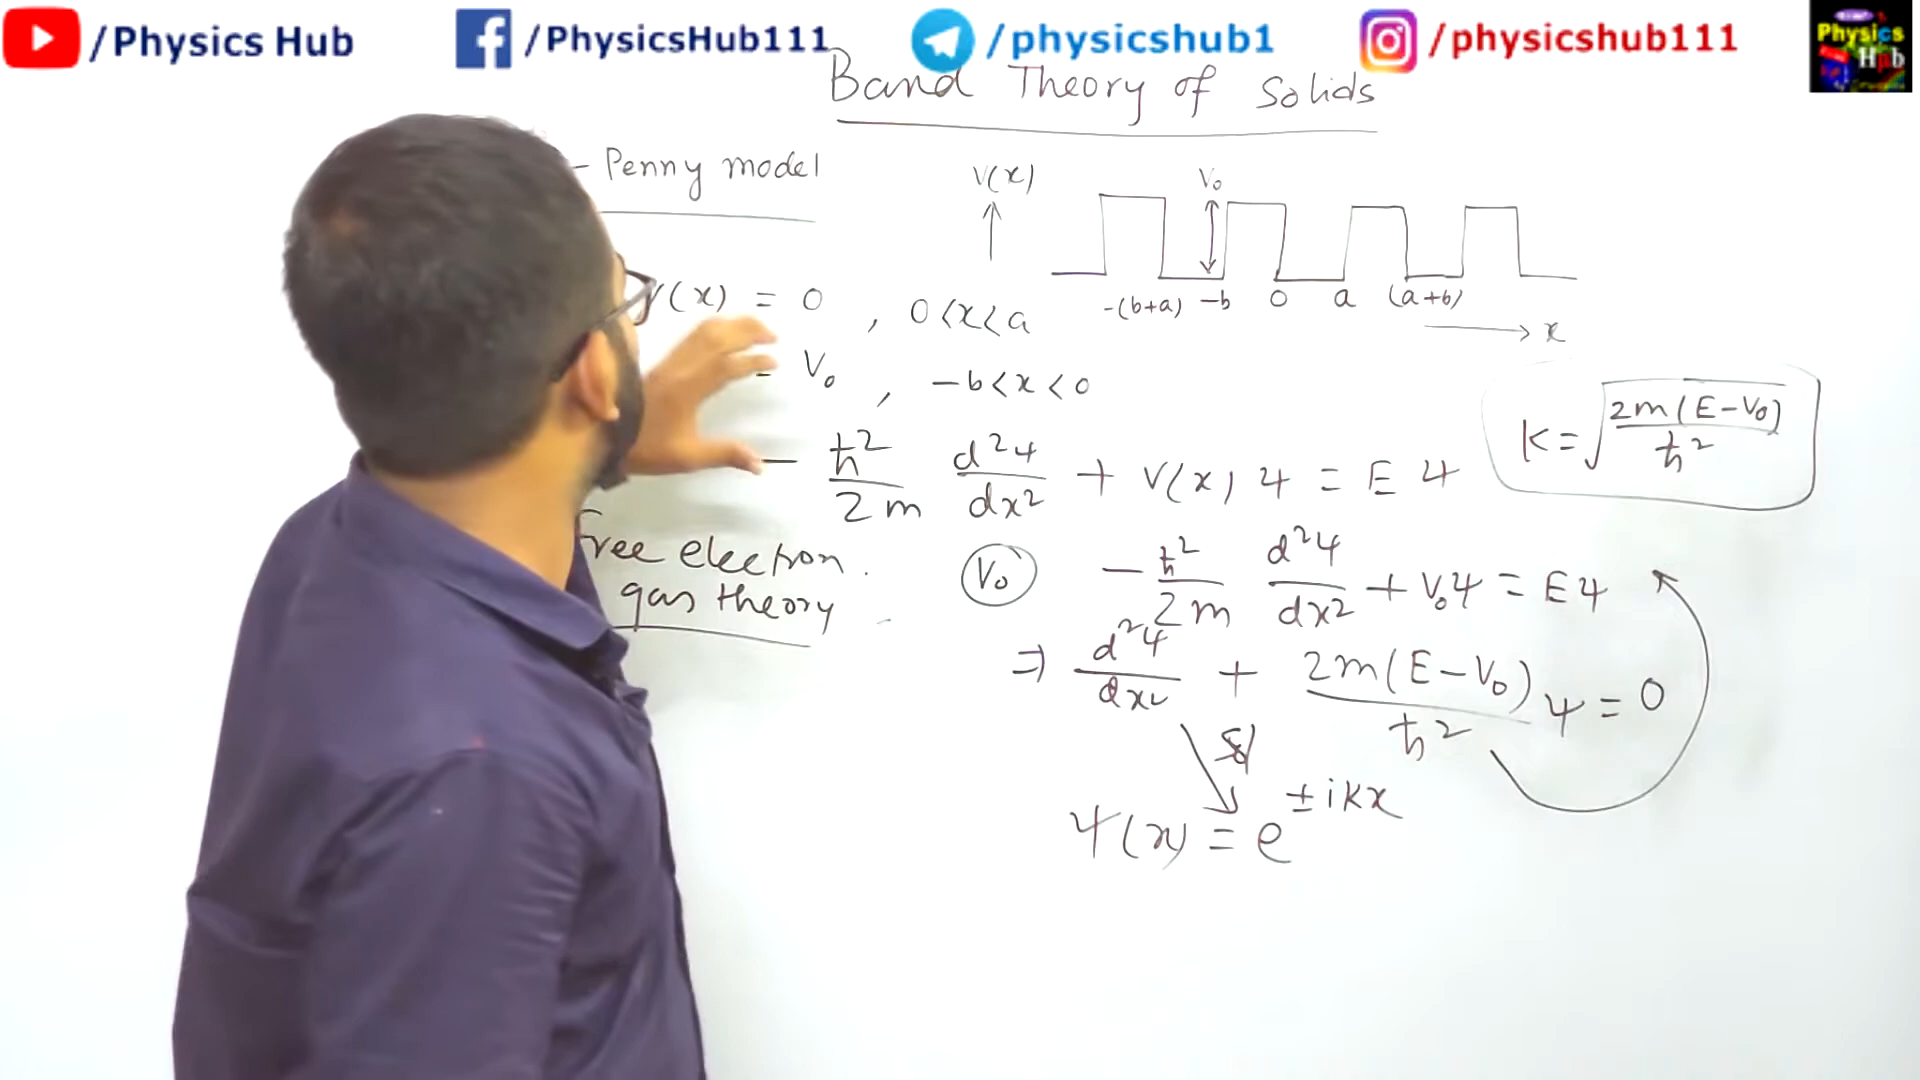 /Physics Hub
/PhysicsHub111
/physicshub1
/physicshub111
Physics Hub
Band Theory of Solids
- Penny model
V(x)
V₀
-(b+a) -b 0 a (a+b)
x
V(x) = 0 , 0<x<a
= V₀ , -b<x<0
K = √(2m(E-V₀)/ħ²)
- ħ²/2m d²ψ/dx² + V(x)ψ = Eψ
Free electron
gas theory
V₀ - ħ²/2m d²ψ/dx² + V₀ψ = Eψ
⇒ d²ψ/dx² + 2m(E-V₀)/ħ² ψ = 0
ψ(x) = e^±iKx